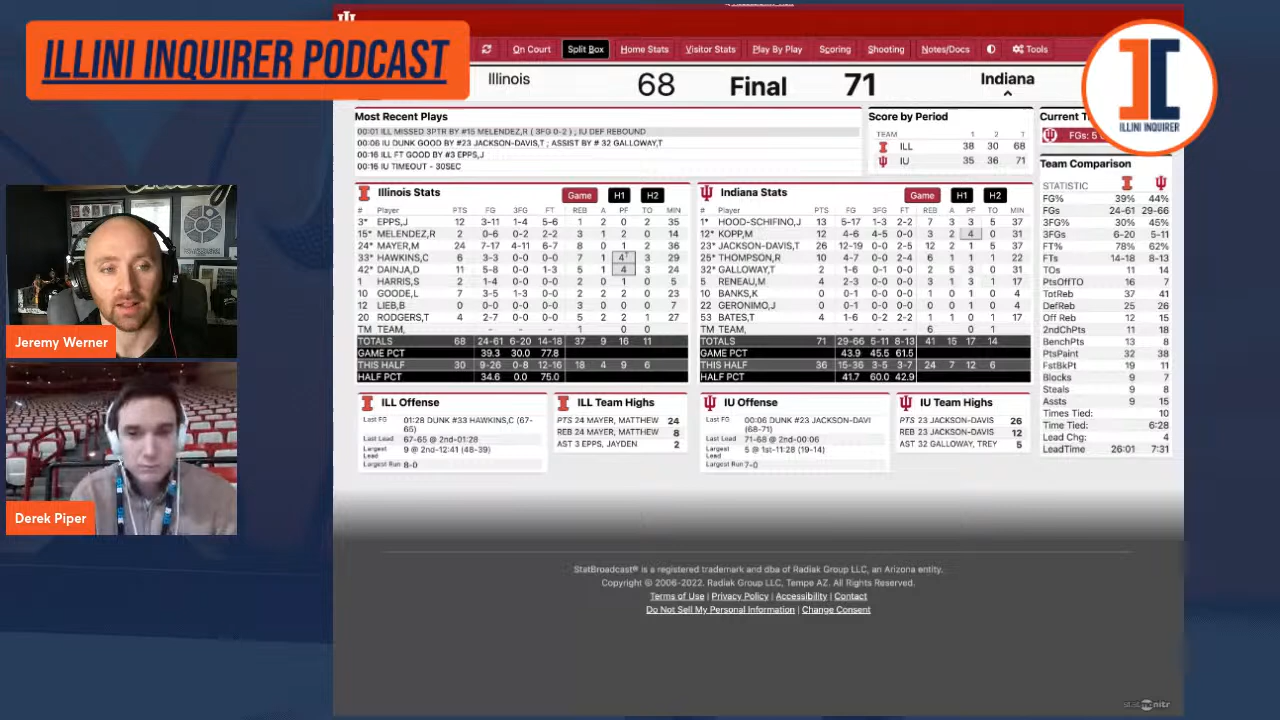 ILLINI INQUIRER PODCAST
On Court Split Box Home Stats Visitor Stats Play By Play Scoring Shooting Notes/Docs Tools
Illinois 68 Final 71 Indiana
ILLINI INQUIRER
Most Recent Plays
00:01 ILL MISSED 3PTR BY #15 MELENDEZ,R ( 3FG 0-2 ) ; IU DEF REBOUND
00:06 IU DUNK GOOD BY #23 JACKSON-DAVIS,T ; ASSIST BY # 32 GALLOWAY,T
00:16 ILL FT GOOD BY #3 EPPS,J
00:16 IU TIMEOUT - 30SEC
Score by Period
TEAM 1 2 T
ILL 38 30 68
IU 35 36 71
FGs: 5
Illinois Stats Game H1 H2
# Player PTS FG 3FG FT REB A PF TO MIN
3* EPPS,J 12 3-11 1-4 5-6 1 2 0 2 35
15* MELENDEZ,R 2 0-6 0-2 2-2 3 1 2 0 14
24* MAYER,M 24 7-17 4-11 6-7 8 0 1 2 36
33* HAWKINS,C 6 3-3 0-0 0-0 7 1 4 3 29
42* DAINJA,D 11 5-8 0-0 1-3 5 1 4 3 24
1 HARRIS,S 2 1-4 0-0 0-0 2 1 0 0 5
10 GOODE,L 7 3-5 1-3 0-0 2 2 2 0 23
12 LIEB,B 0 0-0 0-0 0-0 3 0 0 0 7
20 RODGERS,T 4 2-7 0-0 0-0 5 2 2 1 27
TM TEAM, - - - 1 0 0
TOTALS 68 24-61 6-20 14-18 37 9 16 11
GAME PCT 39.3 30.0 77.8
THIS HALF 30 9-26 0-8 12-16 18 4 9 6
HALF PCT 34.6 0.0 75.0
Indiana Stats Game H1 H2
# Player PTS FG 3FG FT REB A PF TO MIN
1* HOOD-SCHIFINO,J 13 5-17 1-3 2-2 7 3 3 5 37
12* KOPP,M 12 4-6 4-5 0-0 3 2 4 0 31
23* JACKSON-DAVIS,T 26 12-19 0-0 2-5 12 2 1 5 37
25* THOMPSON,R 10 4-7 0-0 2-4 6 1 1 1 22
32* GALLOWAY,T 2 1-6 0-1 0-0 2 5 3 0 31
5 RENEAU,M 4 2-3 0-0 0-0 3 1 3 1 17
10 BANKS,K 0 0-1 0-1 0-0 1 0 1 0 4
22 GERONIMO,J 0 0-0 0-0 0-0 0 0 1 0 4
53 BATES,T 4 1-7 0-1 2-2 1 1 0 1 17
TM TEAM, - - - 6 0 1
TOTALS 71 29-66 5-11 8-13 41 15 17 14
GAME PCT 43.9 45.5 61.5
THIS HALF 36 15-36 3-5 3-7 24 7 12 6
HALF PCT 41.7 60.0 42.9
Team Comparison
STATISTIC
FG% 39% 44%
FGs 24-61 29-66
3FG% 30% 45%
3FGs 6-20 5-11
FT% 78% 62%
FTs 14-18 8-13
TOs 11 14
PtsOffTO 16 7
TotReb 37 41
DefReb 25 26
Off Reb 12 15
2ndChPts 11 18
BenchPts 13 8
PtsPaint 32 38
FstBkPt 19 11
Blocks 9 7
Steals 9 8
Assts 9 15
Times Tied: 10
Time Tied: 6:28
Lead Chg: 4
LeadTime 26:01 7:31
ILL Offense
Last FG 01:28 DUNK #33 HAWKINS,C (67-
65)
Last Lead 67-65 @ 2nd-01:28
Largest Lead 9 @ 2nd-12:41 (48-39)
Largest Run 8-0
ILL Team Highs
PTS 24 MAYER, MATTHEW 24
REB 24 MAYER, MATTHEW 8
AST 3 EPPS, JAYDEN 2
IU Offense
Last FG 00:06 DUNK #23 JACKSON-DAVI
(68-71)
Last Lead 71-68 @ 2nd-00:06
Largest Lead 5 @ 1st-11:28 (19-14)
Largest Run 7-0
IU Team Highs
PTS 23 JACKSON-DAVIS 26
REB 23 JACKSON-DAVIS 12
AST 32 GALLOWAY, TREY 5
Jeremy Werner
Derek Piper
StatBroadcast® is a registered trademark and dba of Radiak Group LLC, an Arizona entity.
Copyright © 2006-2022. Radiak Group LLC, Tempe AZ. All Rights Reserved.
Terms of Use | Privacy Policy | Accessibility | Contact
Do Not Sell My Personal Information | Change Consent